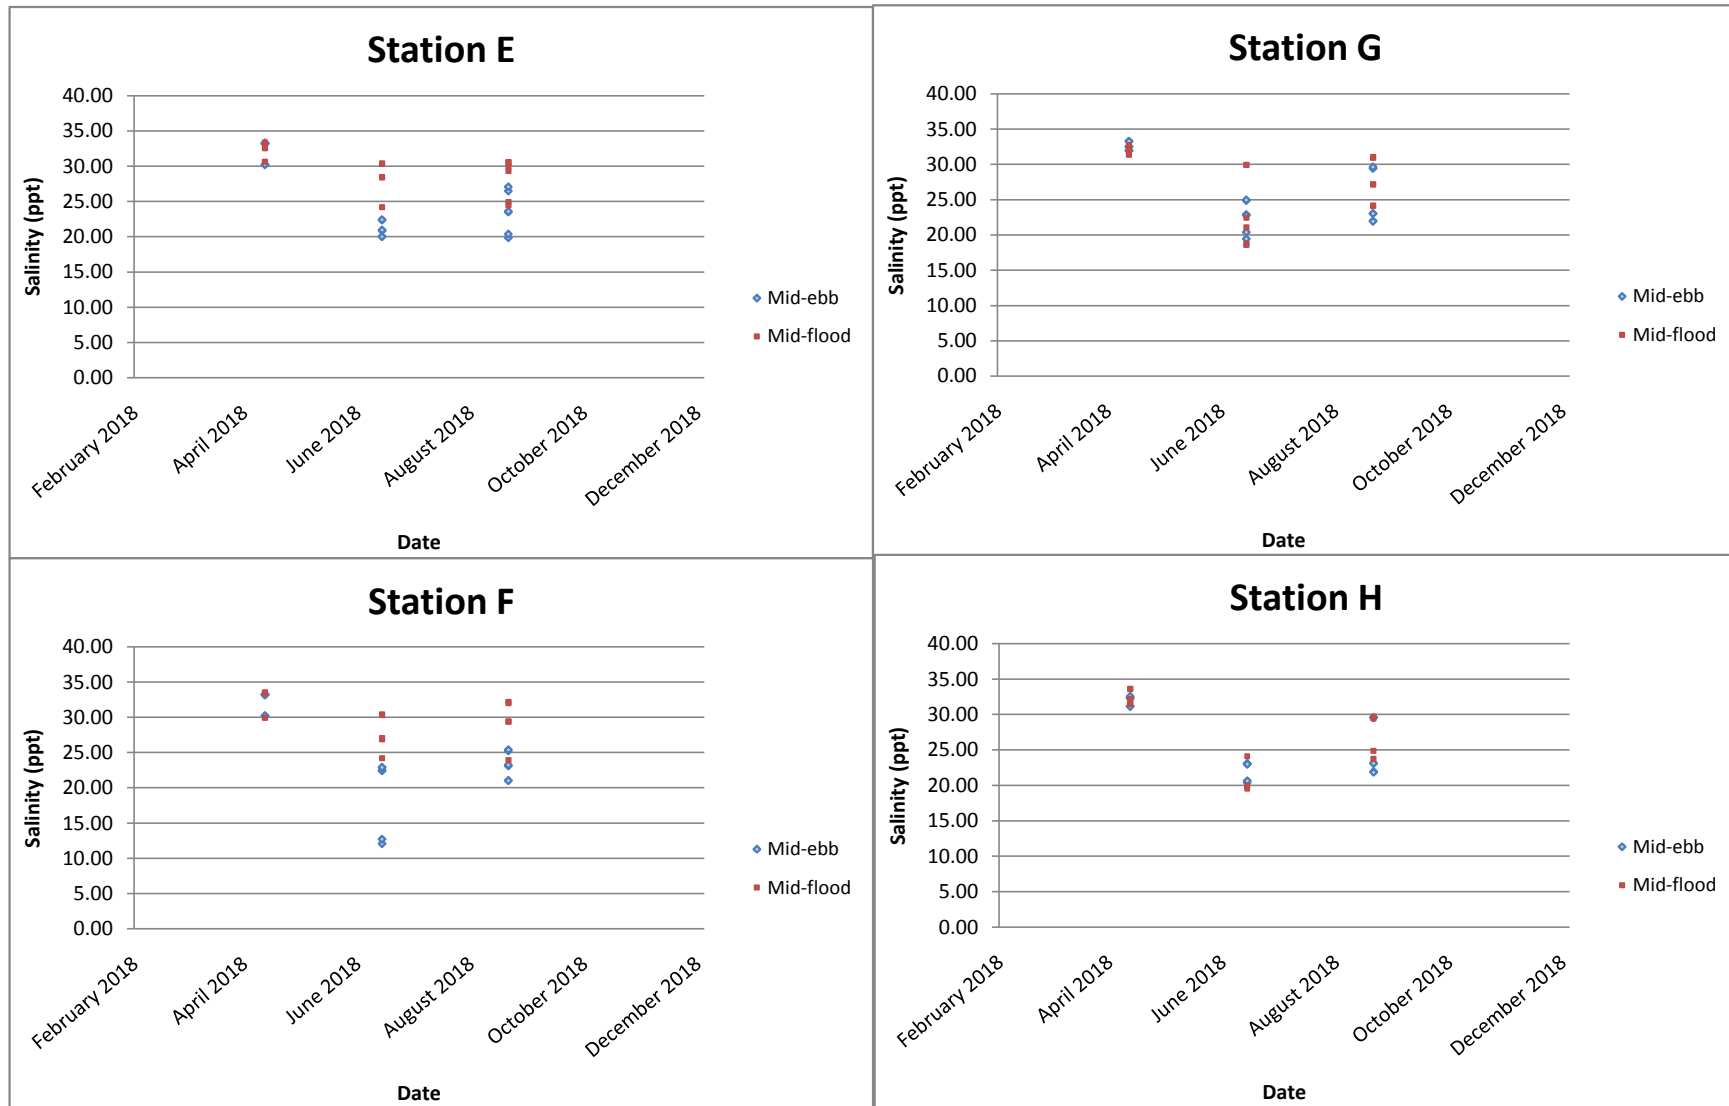 Station E
40.00
35.00
30.00
25.00
20.00
15.00
10.00
5.00
0.00
Salinity (ppt)
February 2018
April 2018
June 2018
August 2018
October 2018
December 2018
Date
Mid-ebb
Mid-flood
Station G
40.00
35.00
30.00
25.00
20.00
15.00
10.00
5.00
0.00
Salinity (ppt)
February 2018
April 2018
June 2018
August 2018
October 2018
December 2018
Date
Mid-ebb
Mid-flood
Station F
40.00
35.00
30.00
25.00
20.00
15.00
10.00
5.00
0.00
Salinity (ppt)
February 2018
April 2018
June 2018
August 2018
October 2018
December 2018
Date
Mid-ebb
Mid-flood
Station H
40.00
35.00
30.00
25.00
20.00
15.00
10.00
5.00
0.00
Salinity (ppt)
February 2018
April 2018
June 2018
August 2018
October 2018
December 2018
Date
Mid-ebb
Mid-flood